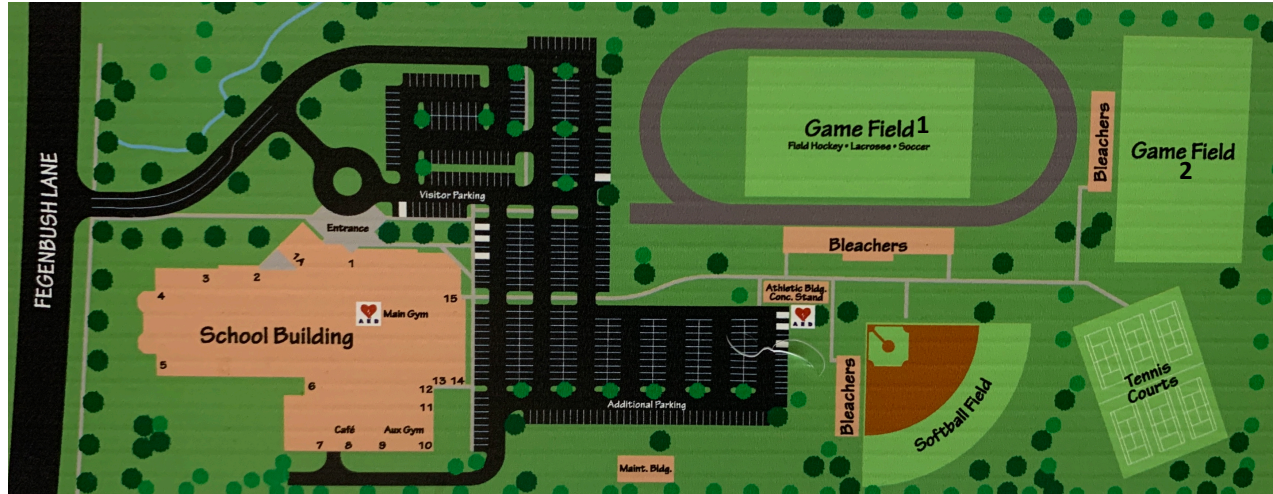 FEGENBUSH LANE
Game Field 1
Field Hockey • Lacrosse • Soccer
Bleachers
Game Field
2
Visitor Parking
Entrance
Bleachers
1
2
3
4
15
Athletic Bldg.
Conc. Stand
AED
AED
Main Gym
School Building
5
6
13 14
12
11
Additional Parking
Bleachers
Softball Field
Tennis
Courts
Café
Aux Gym
7
8
9
10
Maint. Bldg.